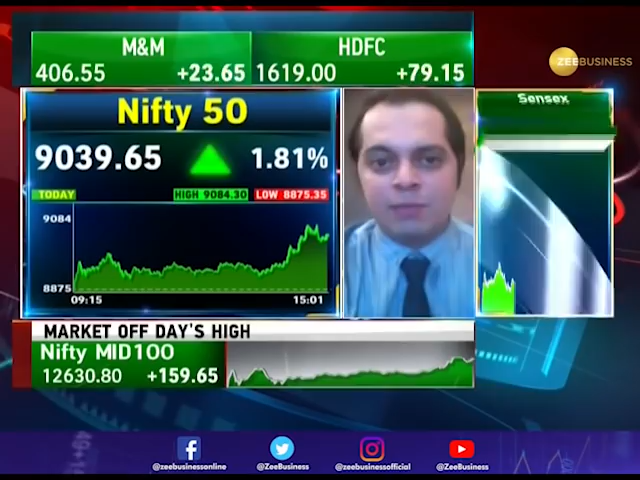 M&M
406.55 +23.65
HDFC
1619.00 +79.15
ZEEBUSINESS
Nifty 50
9039.65 1.81%
TODAY HIGH 9084.30 LOW 8875.35
9084
8875
09:15 15:01
Sensex
MARKET OFF DAY'S HIGH
Nifty MID100
12630.80 +159.65
@zeebusinessonline
@ZeeBusiness
@zeebusinessofficial
@ZeeBusiness